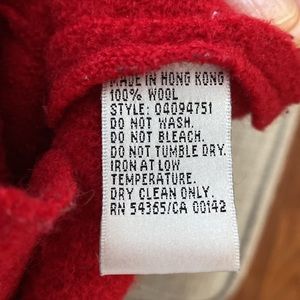 MADE IN HONG KONG
100% WOOL
STYLE: 04094751
DO NOT WASH.
DO NOT BLEACH.
DO NOT TUMBLE DRY.
IRON AT LOW
TEMPERATURE.
DRY CLEAN ONLY.
RN 54365/CA 00142